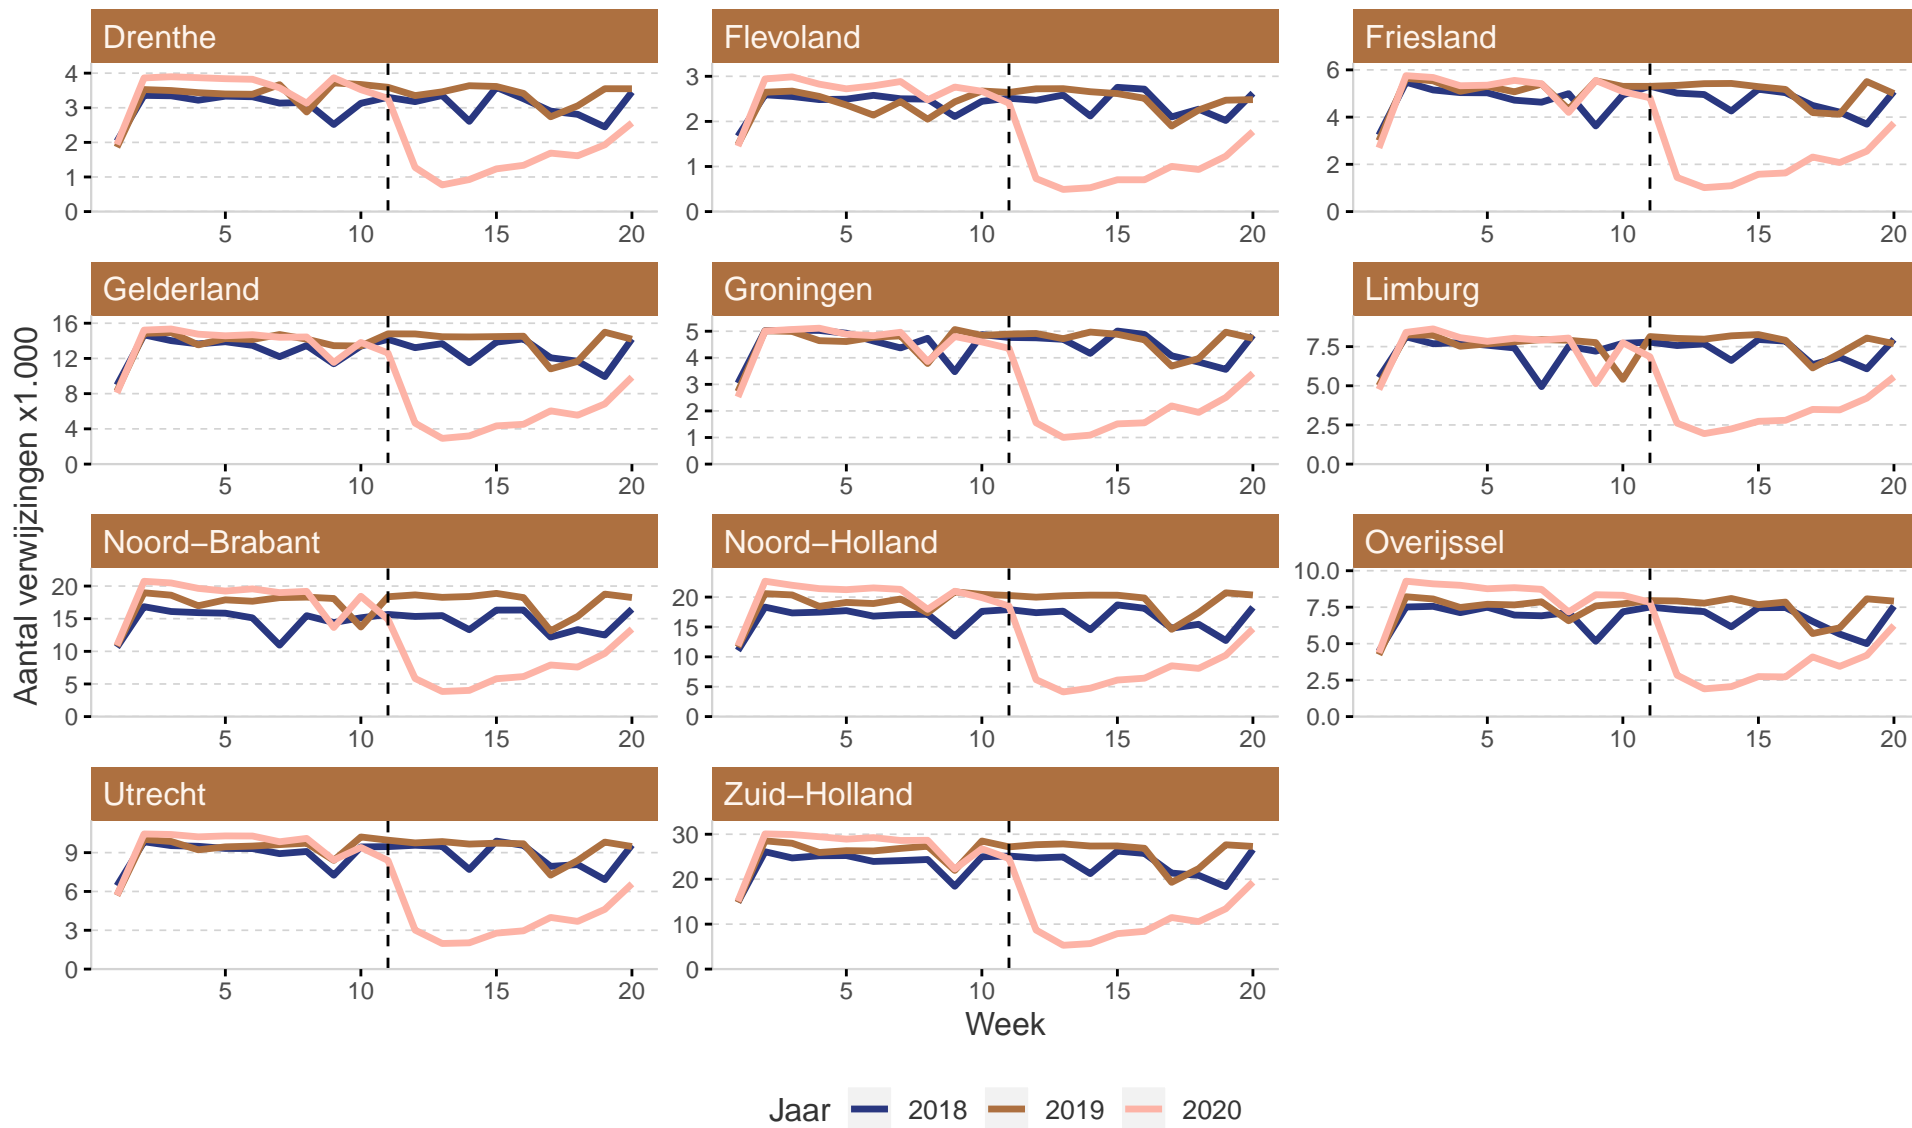 Drenthe
Flevoland
Friesland
4
3
2
1
0
5 10 15 20
3
2
1
0
5 10 15 20
6
4
2
0
5 10 15 20
Gelderland
Groningen
Limburg
16
12
8
4
0
5 10 15 20
5
4
3
2
1
0
5 10 15 20
7.5
5.0
2.5
0.0
5 10 15 20
Noord−Brabant
Noord−Holland
Overijssel
20
15
10
5
0
5 10 15 20
20
15
10
5
0
5 10 15 20
10.0
7.5
5.0
2.5
0.0
5 10 15 20
Utrecht
Zuid−Holland
9
6
3
0
5 10 15 20
30
20
10
0
5 10 15 20
Aantal verwijzingen x1.000
Week
Jaar 2018 2019 2020